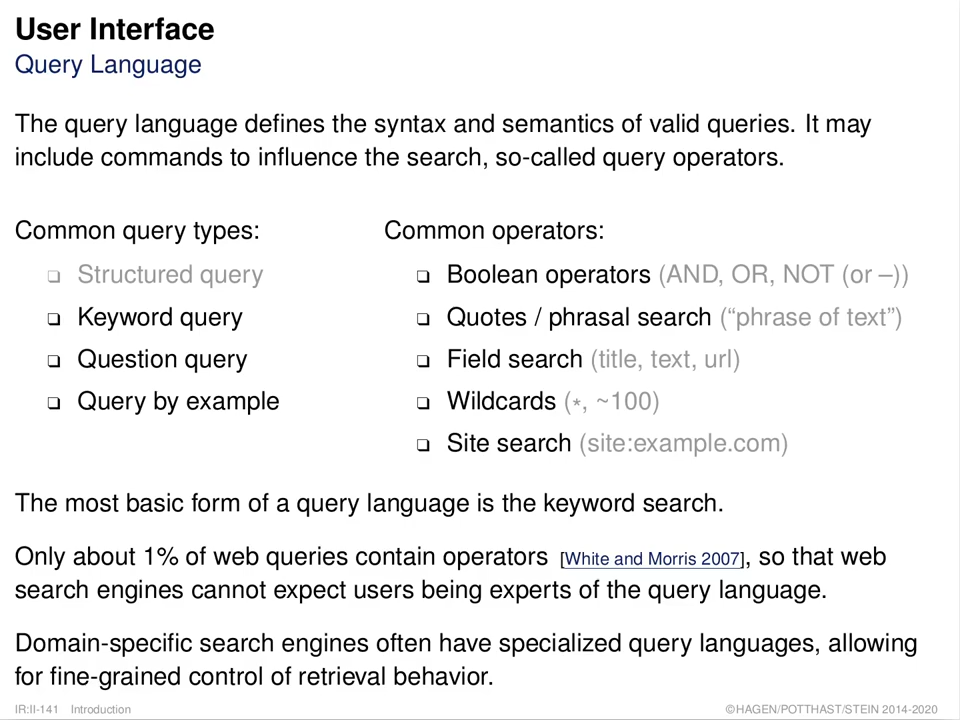 User Interface
Query Language
The query language defines the syntax and semantics of valid queries. It may
include commands to influence the search, so-called query operators.
Common query types:
❑ Structured query
❑ Keyword query
❑ Question query
❑ Query by example
Common operators:
❑ Boolean operators (AND, OR, NOT (or –))
❑ Quotes / phrasal search (“phrase of text”)
❑ Field search (title, text, url)
❑ Wildcards (*, ~100)
❑ Site search (site:example.com)
The most basic form of a query language is the keyword search.
Only about 1% of web queries contain operators [White and Morris 2007], so that web
search engines cannot expect users being experts of the query language.
Domain-specific search engines often have specialized query languages, allowing
for fine-grained control of retrieval behavior.
IR:II-141 Introduction ©HAGEN/POTTHAST/STEIN 2014-2020